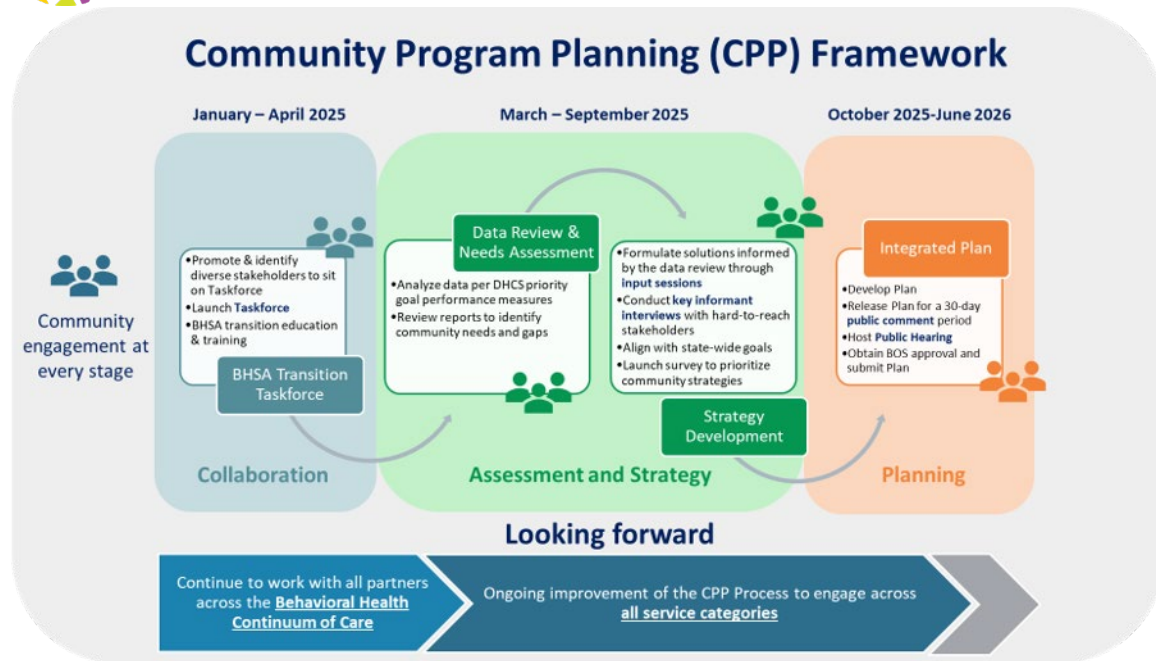 Community Program Planning (CPP) Framework
January – April 2025
March – September 2025
October 2025-June 2026
Community
engagement at
every stage
•Promote & identify
diverse stakeholders to sit
on Taskforce
•Launch Taskforce
•BHSA transition education
& training
BHSA Transition
Taskforce
Collaboration
Data Review &
Needs Assessment
•Analyze data per DHCS priority
goal performance measures
•Review reports to identify
community needs and gaps
•Formulate solutions informed
by the data review through
input sessions
•Conduct key informant
interviews with hard-to-reach
stakeholders
•Align with state-wide goals
•Launch survey to prioritize
community strategies
Strategy
Development
Assessment and Strategy
Integrated Plan
•Develop Plan
•Release Plan for a 30-day
public comment period
•Host Public Hearing
•Obtain BOS approval and
submit Plan
Planning
Looking forward
Continue to work with all partners
across the Behavioral Health
Continuum of Care
Ongoing improvement of the CPP Process to engage across
all service categories